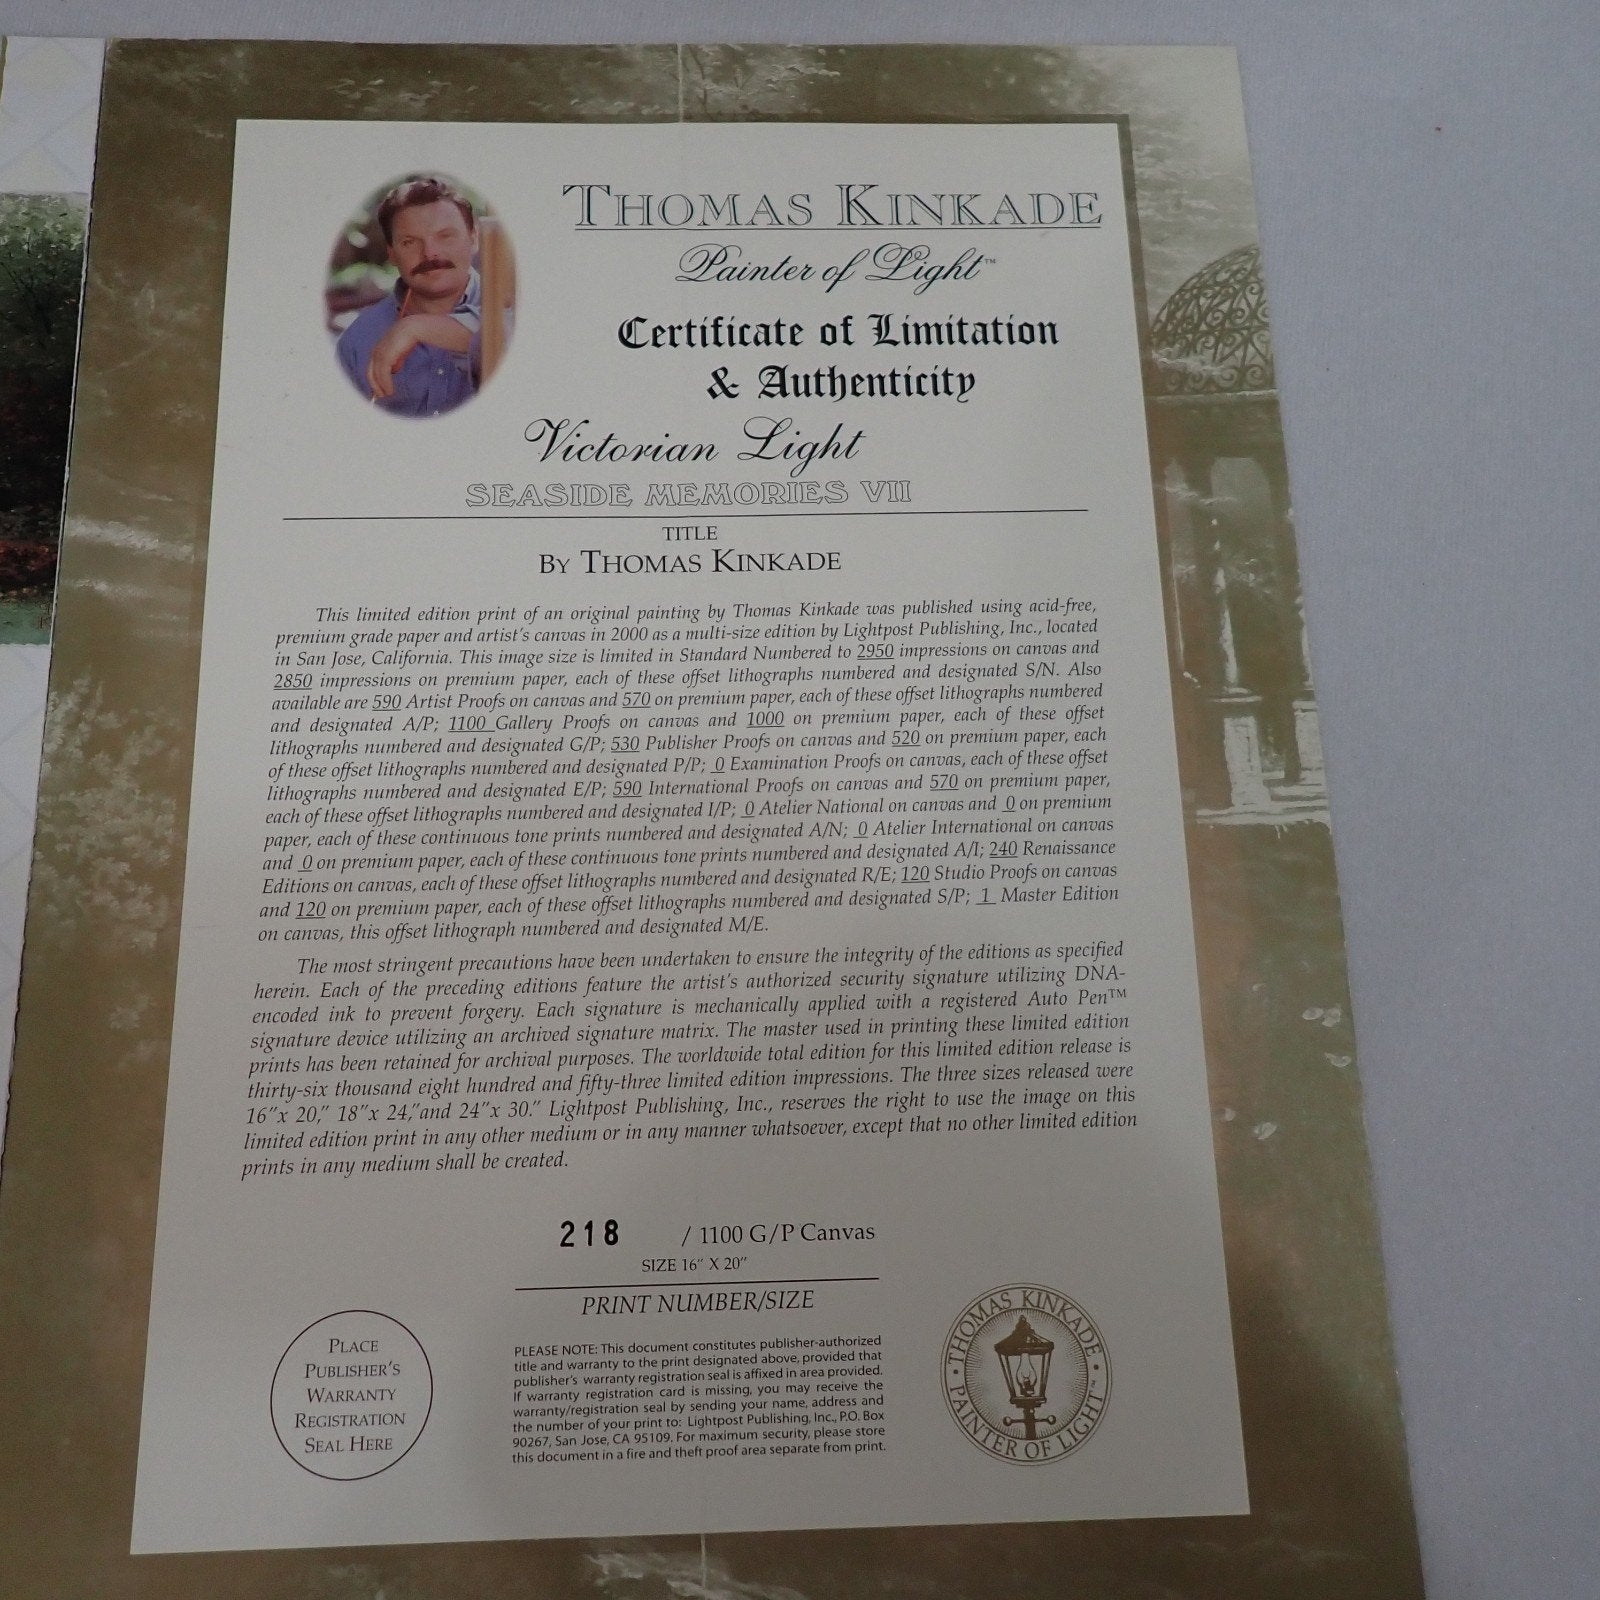 THOMAS KINKADE
Painter of Light™
Certificate of Limitation
& Authenticity
Victorian Light
SEASIDE MEMORIES VII
TITLE
BY THOMAS KINKADE
This limited edition print of an original painting by Thomas Kinkade was published using acid-free,
premium grade paper and artist's canvas in 2000 as a multi-size edition by Lightpost Publishing, Inc., located
in San Jose, California. This image size is limited in Standard Numbered to 2950 impressions on canvas and
2850 impressions on premium paper, each of these offset lithographs numbered and designated S/N. Also
available are 590 Artist Proofs on canvas and 570 on premium paper, each of these offset lithographs numbered
and designated A/P; 1100 Gallery Proofs on canvas and 1000 on premium paper, each of these offset
lithographs numbered and designated G/P; 530 Publisher Proofs on canvas and 520 on premium paper, each
of these offset lithographs numbered and designated P/P; 0 Examination Proofs on canvas, each of these offset
lithographs numbered and designated E/P; 590 International Proofs on canvas and 570 on premium paper,
each of these offset lithographs numbered and designated I/P; 0 Atelier National on canvas and 0 on premium
paper, each of these continuous tone prints numbered and designated A/N; 0 Atelier International on canvas
and 0 on premium paper, each of these continuous tone prints numbered and designated A/I; 240 Renaissance
Editions on canvas, each of these offset lithographs numbered and designated R/E; 120 Studio Proofs on canvas
and 120 on premium paper, each of these offset lithographs numbered and designated S/P; 1 Master Edition
on canvas, this offset lithograph numbered and designated M/E.
The most stringent precautions have been undertaken to ensure the integrity of the editions as specified
herein. Each of the preceding editions feature the artist's authorized security signature utilizing DNA-
encoded ink to prevent forgery. Each signature is mechanically applied with a registered Auto Pen™
signature device utilizing an archived signature matrix. The master used in printing these limited edition
prints has been retained for archival purposes. The worldwide total edition for this limited edition release is
thirty-six thousand eight hundred and fifty-three limited edition impressions. The three sizes released were
16"x 20," 18"x 24,"and 24"x 30." Lightpost Publishing, Inc., reserves the right to use the image on this
limited edition print in any other medium or in any manner whatsoever, except that no other limited edition
prints in any medium shall be created.
218 / 1100 G/P Canvas
SIZE 16" X 20"
PRINT NUMBER/SIZE
PLACE
PUBLISHER'S
WARRANTY
REGISTRATION
SEAL HERE
PLEASE NOTE: This document constitutes publisher-authorized
title and warranty to the print designated above, provided that
publisher's warranty registration seal is affixed in area provided.
If warranty registration card is missing, you may receive the
warranty/registration seal by sending your name, address and
the number of your print to: Lightpost Publishing, Inc., P.O. Box
90267, San Jose, CA 95109. For maximum security, please store
this document in a fire and theft proof area separate from print.
THOMAS KINKADE
PAINTER OF LIGHT™